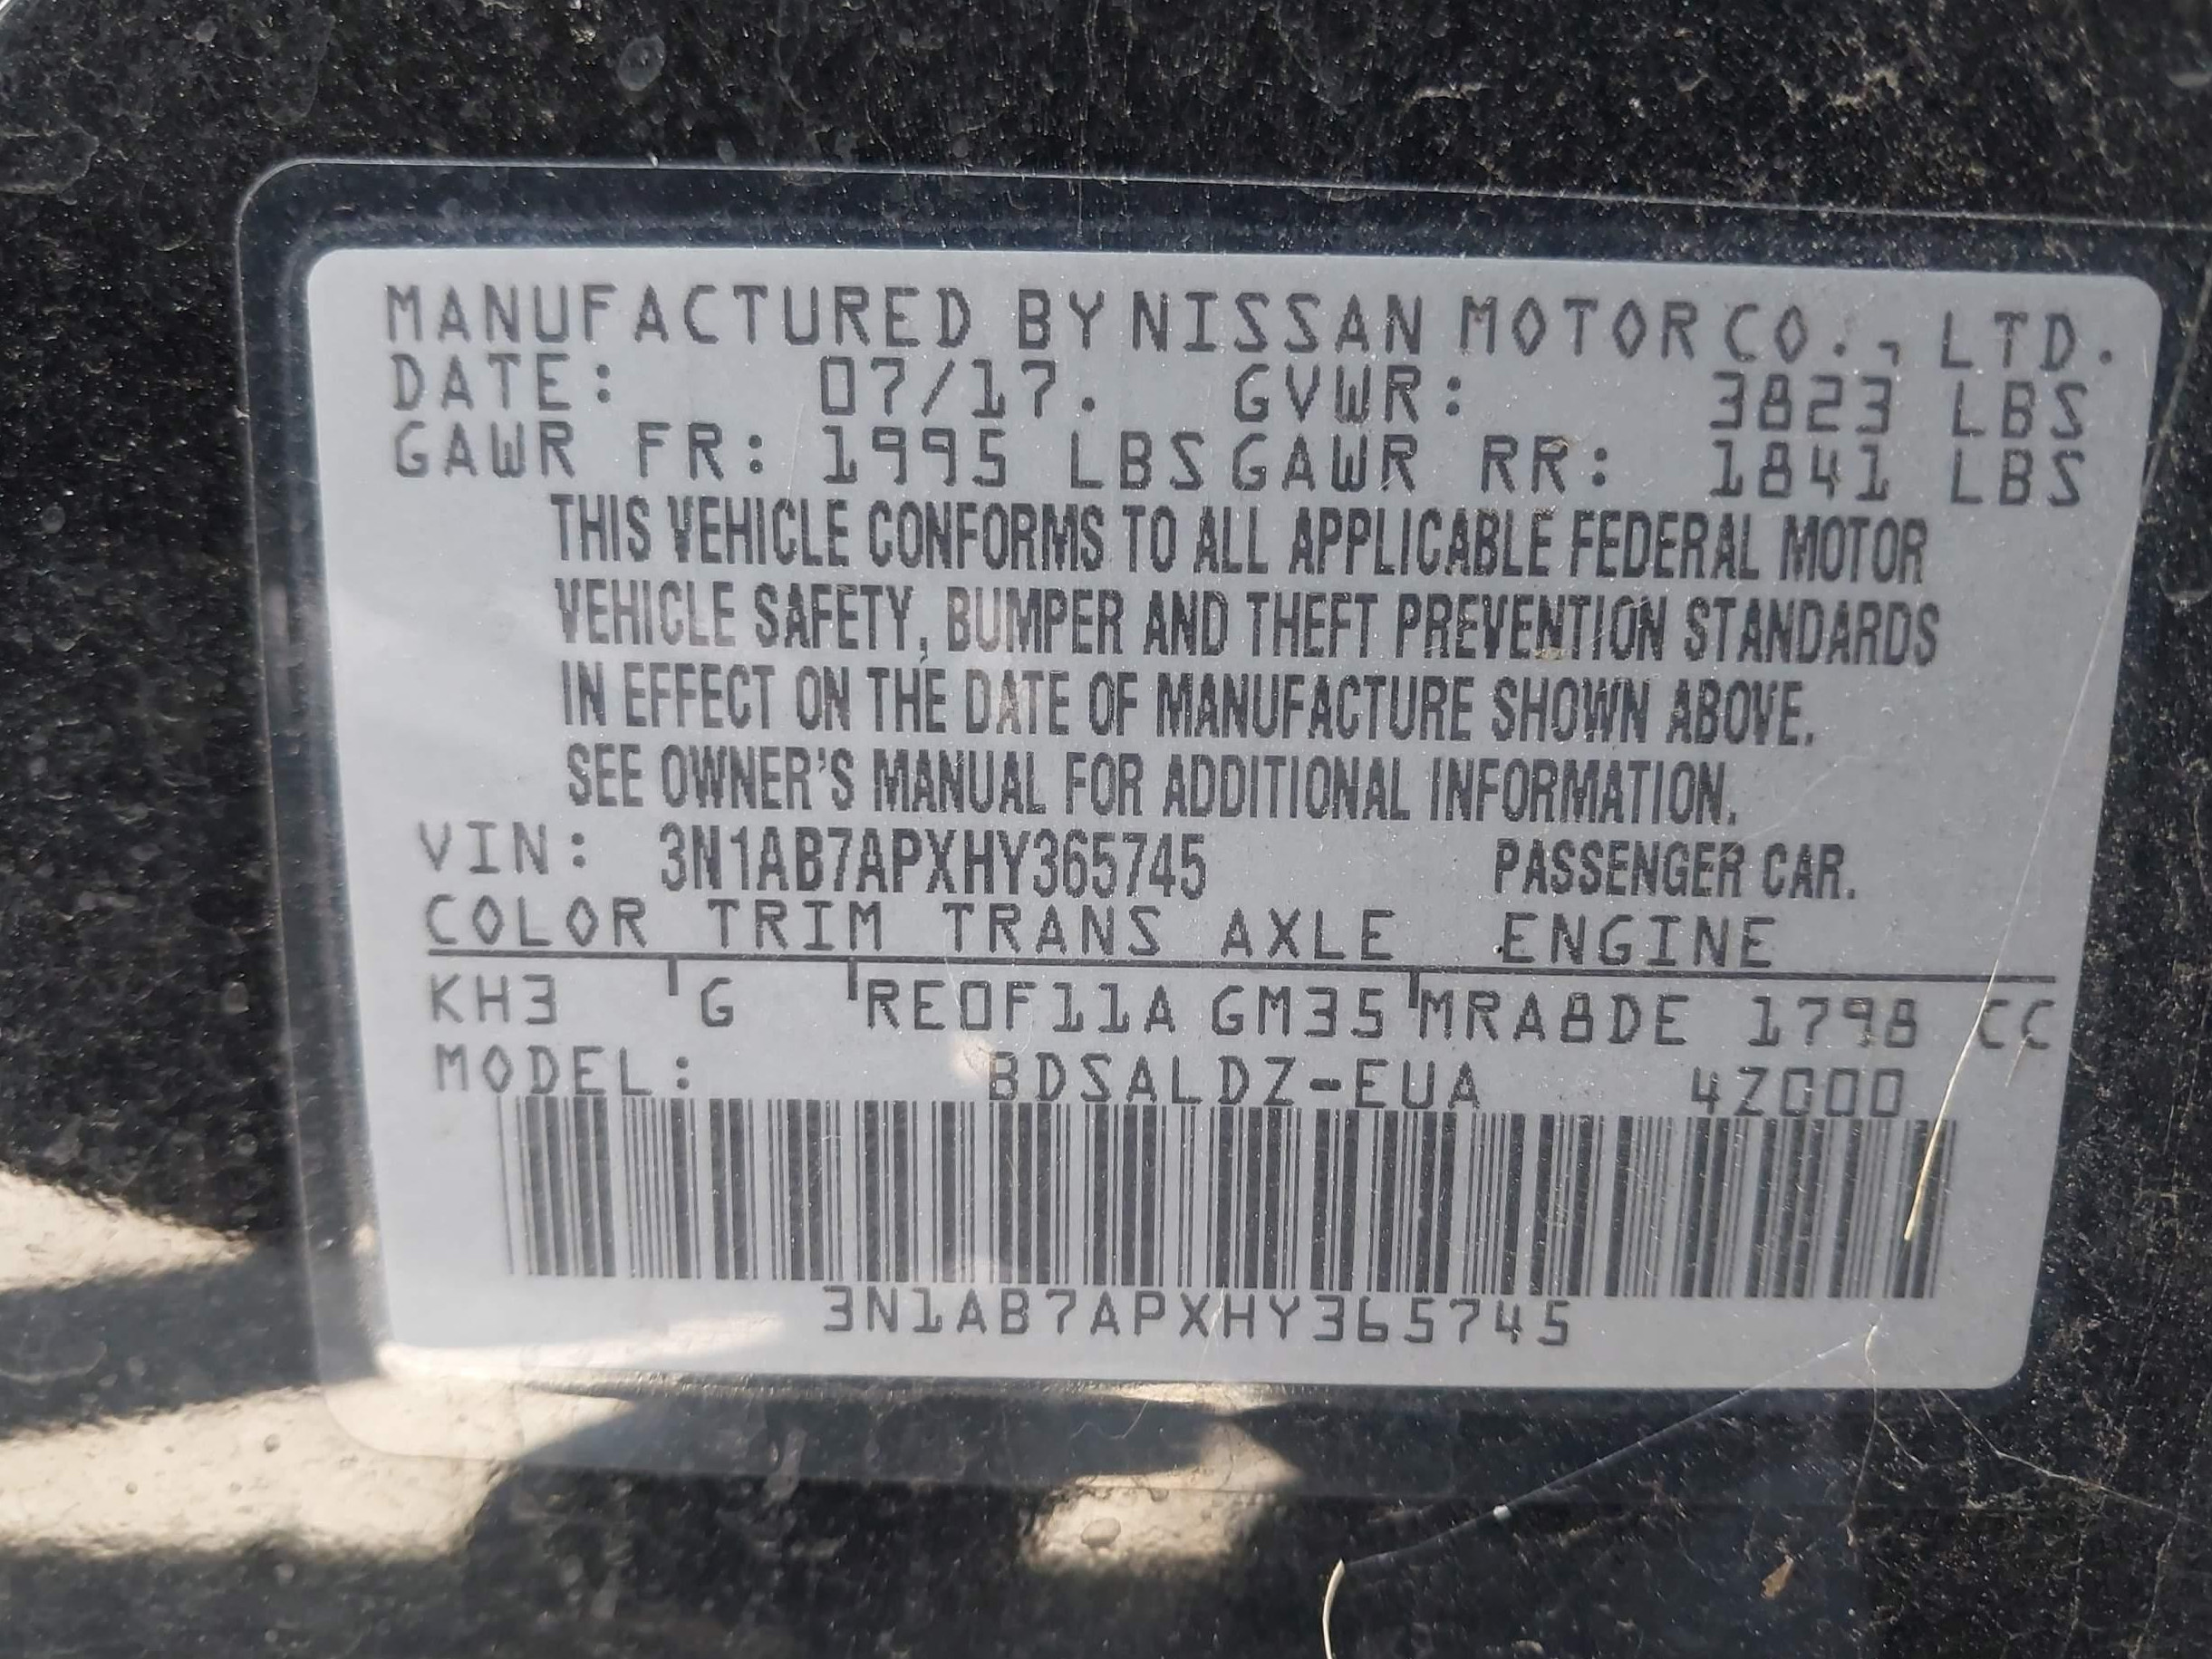 MANUFACTURED BY NISSAN MOTOR CO., LTD.
DATE: 07/17. GVWR: 3823 LBS
GAWR FR: 1995 LBS GAWR RR: 1841 LBS
THIS VEHICLE CONFORMS TO ALL APPLICABLE FEDERAL MOTOR
VEHICLE SAFETY, BUMPER AND THEFT PREVENTION STANDARDS
IN EFFECT ON THE DATE OF MANUFACTURE SHOWN ABOVE.
SEE OWNER'S MANUAL FOR ADDITIONAL INFORMATION.
VIN: 3N1AB7APXHY365745 PASSENGER CAR.
COLOR TRIM TRANS AXLE ENGINE
KH3 G RE0F11A GM35 MRA8DE 1798 CC
MODEL: BDSALDZ-EUA 4Z000
3N1AB7APXHY365745